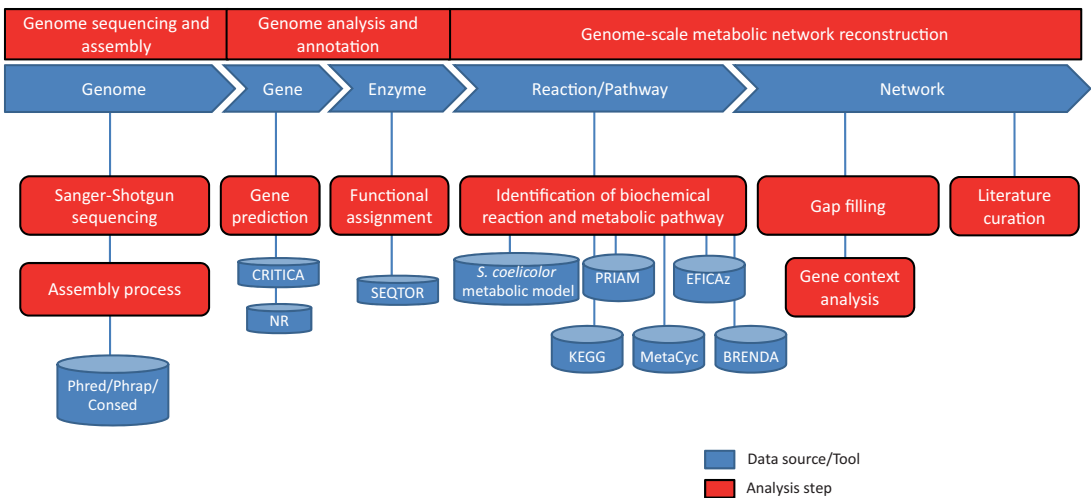 Genome sequencing and
assembly
Genome analysis and
annotation
Genome-scale metabolic network reconstruction
Genome
Gene
Enzyme
Reaction/Pathway
Network
Sanger-Shotgun
sequencing
Gene
prediction
Functional
assignment
Identification of biochemical
reaction and metabolic pathway
Gap filling
Literature
curation
Assembly process
CRITICA
NR
SEQTOR
S. coelicolor
metabolic model
PRIAM
EFICAz
Gene context
analysis
KEGG
MetaCyc
BRENDA
Phred/Phrap/
Consed
Data source/Tool
Analysis step